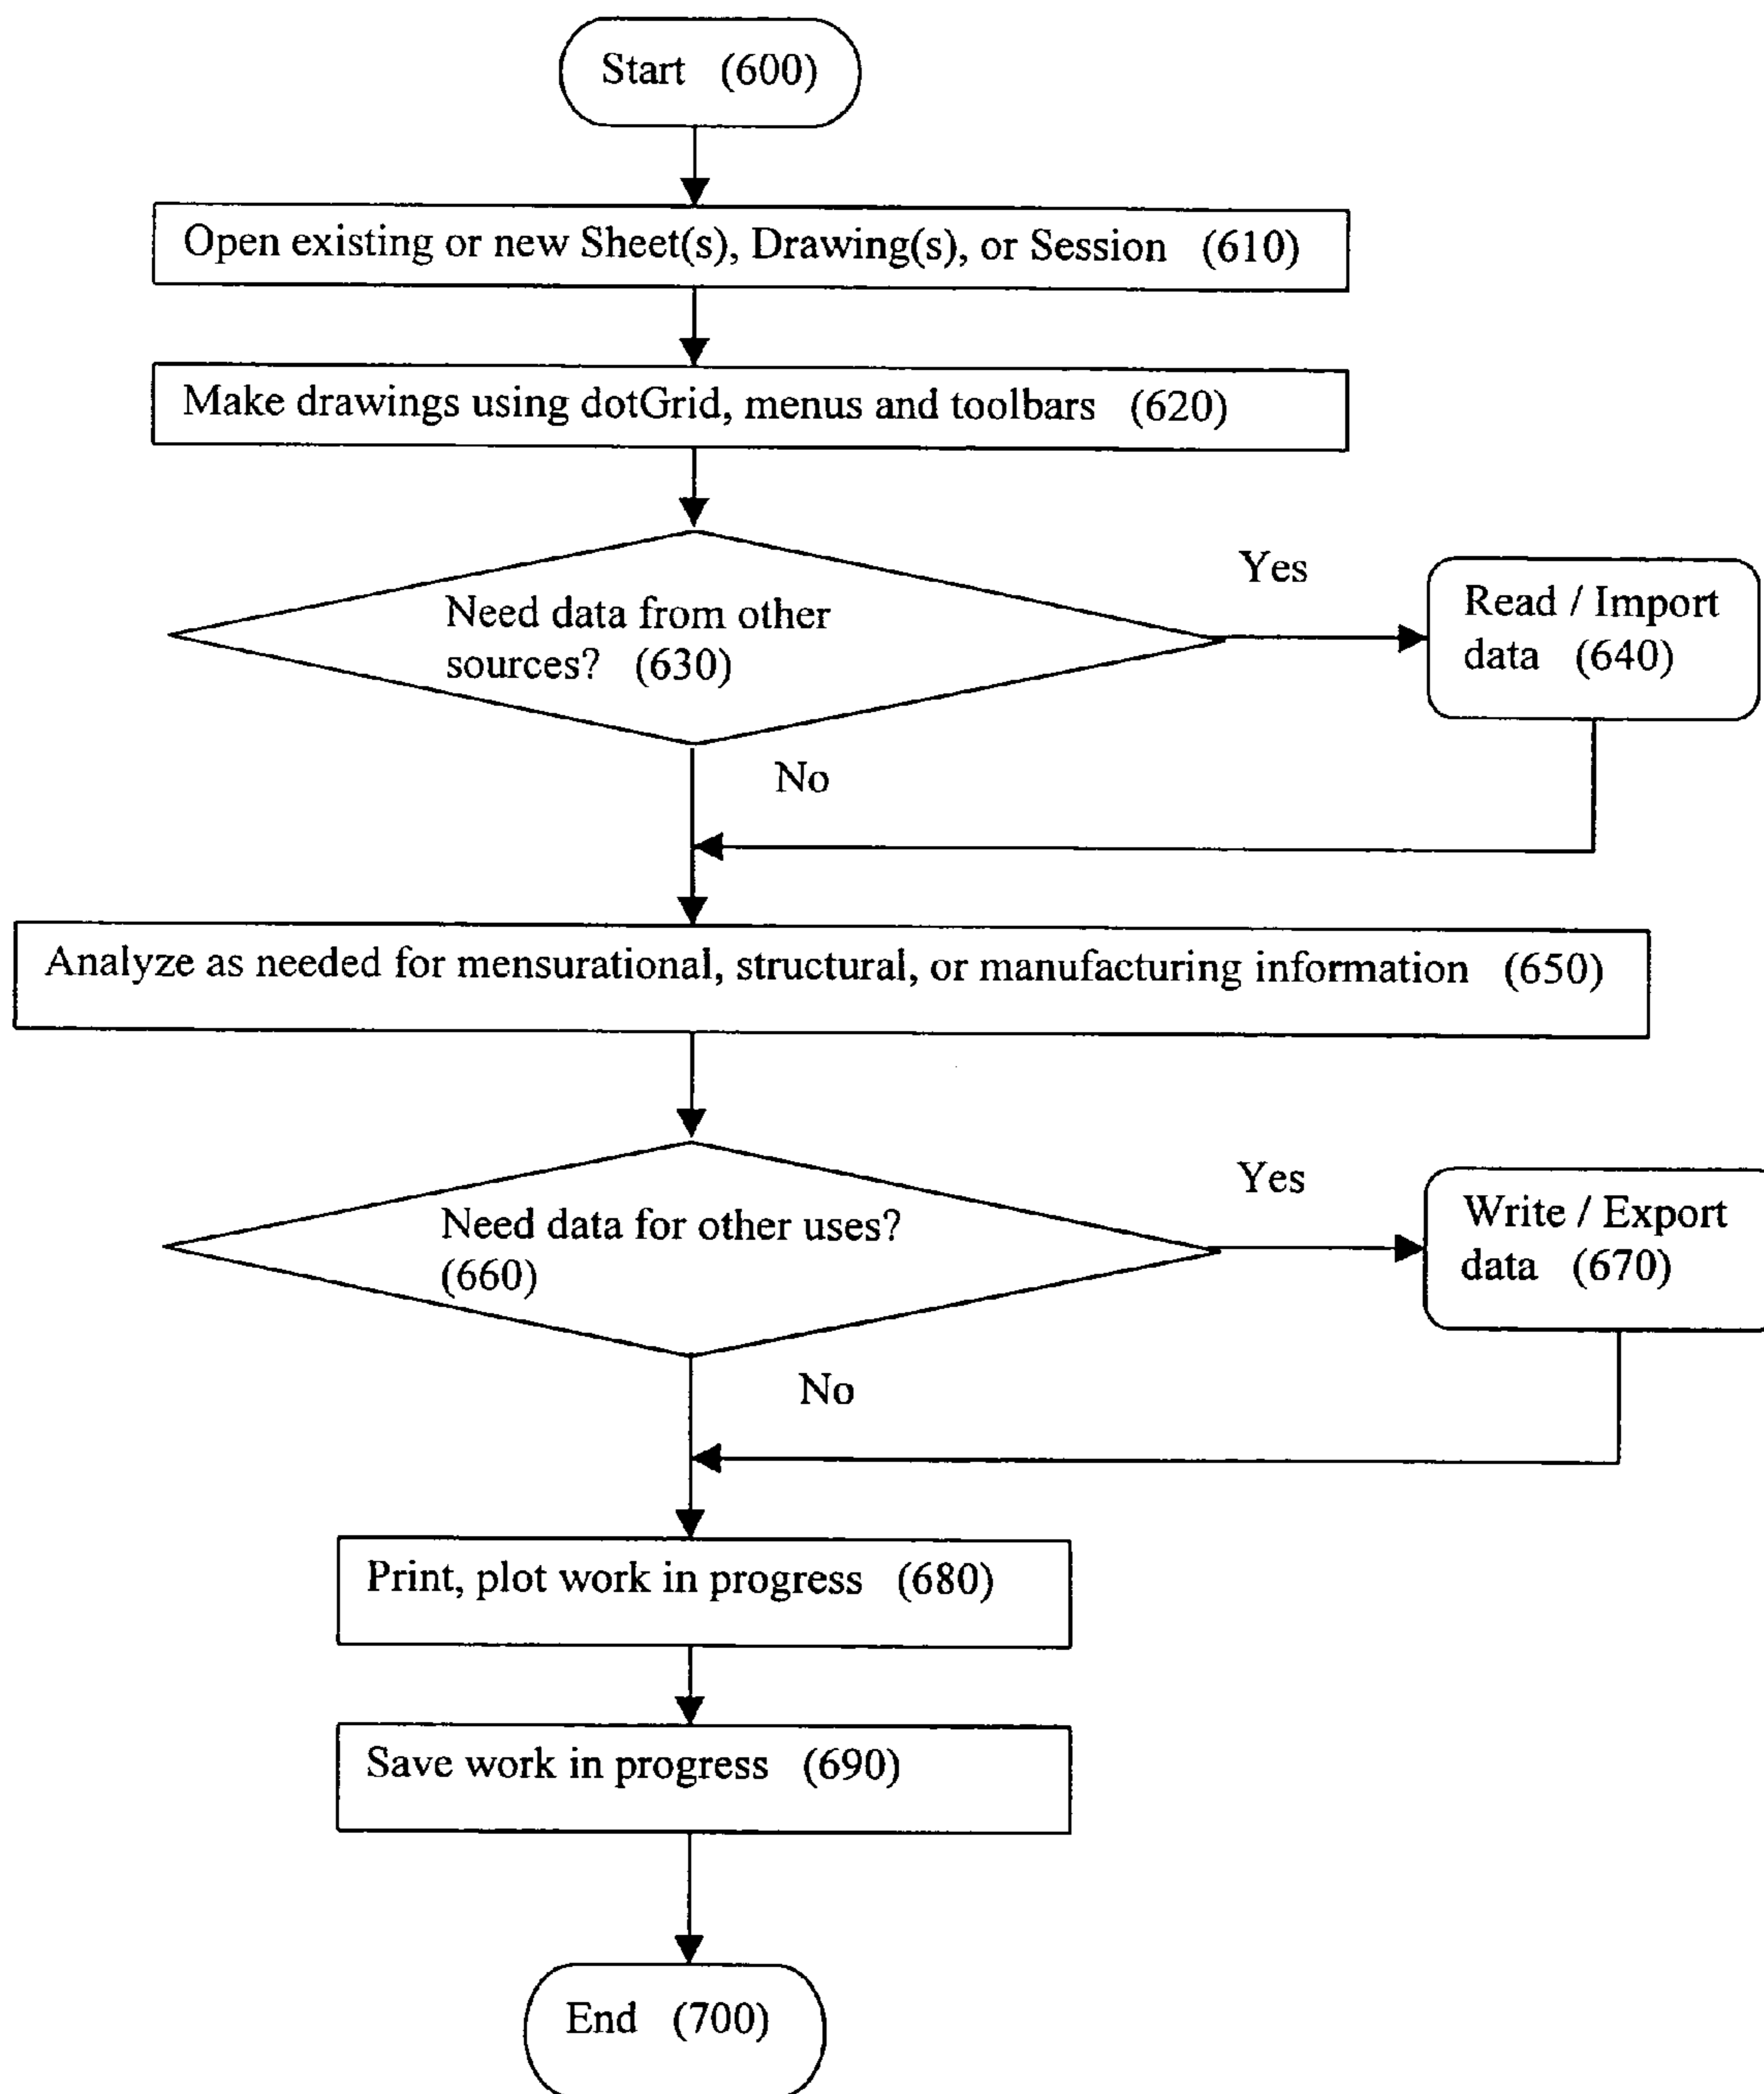 Start (600)
Open existing or new Sheet(s), Drawing(s), or Session (610)
Make drawings using dotGrid, menus and toolbars (620)
Need data from other
sources? (630)
Yes
Read / Import
data (640)
No
Analyze as needed for mensurational, structural, or manufacturing information (650)
Need data for other uses?
(660)
Yes
Write / Export
data (670)
No
Print, plot work in progress (680)
Save work in progress (690)
End (700)